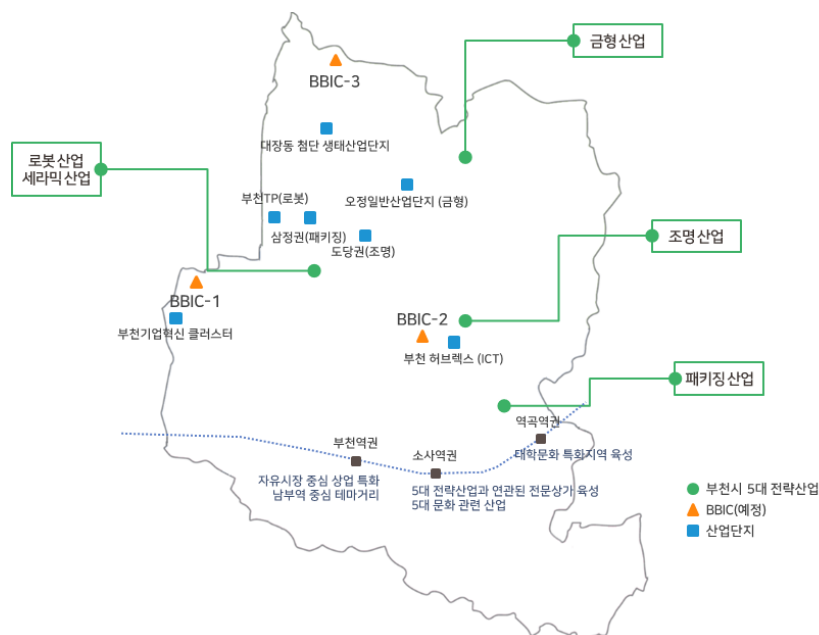 금형산업
BBIC-3
대장동 첨단 생태산업단지
로봇산업
세라믹산업
부천TP(로봇)
오정일반산업단지 (금형)
삼정권(패키징)
도당권(조명)
조명산업
BBIC-1
부천기업혁신 클러스터
BBIC-2
부천 허브렉스 (ICT)
패키징산업
역곡역권
대학문화 특화지역 육성
부천역권
소사역권
자유시장 중심 상업 특화
남부역 중심 테마거리
5대 전략산업과 연관된 전문상가 육성
5대 문화 관련 산업
부천시 5대 전략산업
BBIC(예정)
산업단지